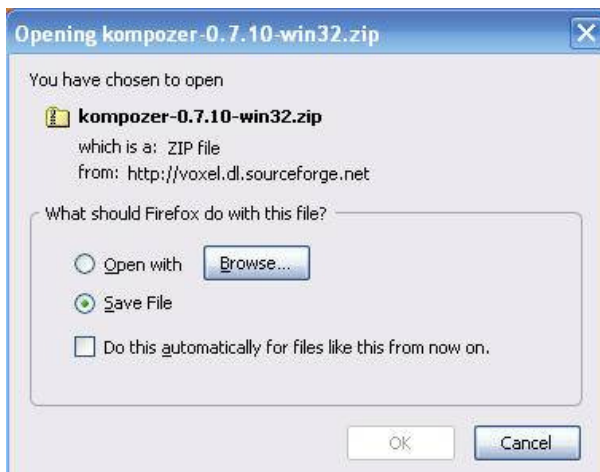 Opening kompozer-0.7.10-win32.zip
You have chosen to open
kompozer-0.7.10-win32.zip
which is a: ZIP file
from: http://voxel.dl.sourceforge.net
What should Firefox do with this file?
Open with Browse...
Save File
Do this automatically for files like this from now on.
OK Cancel